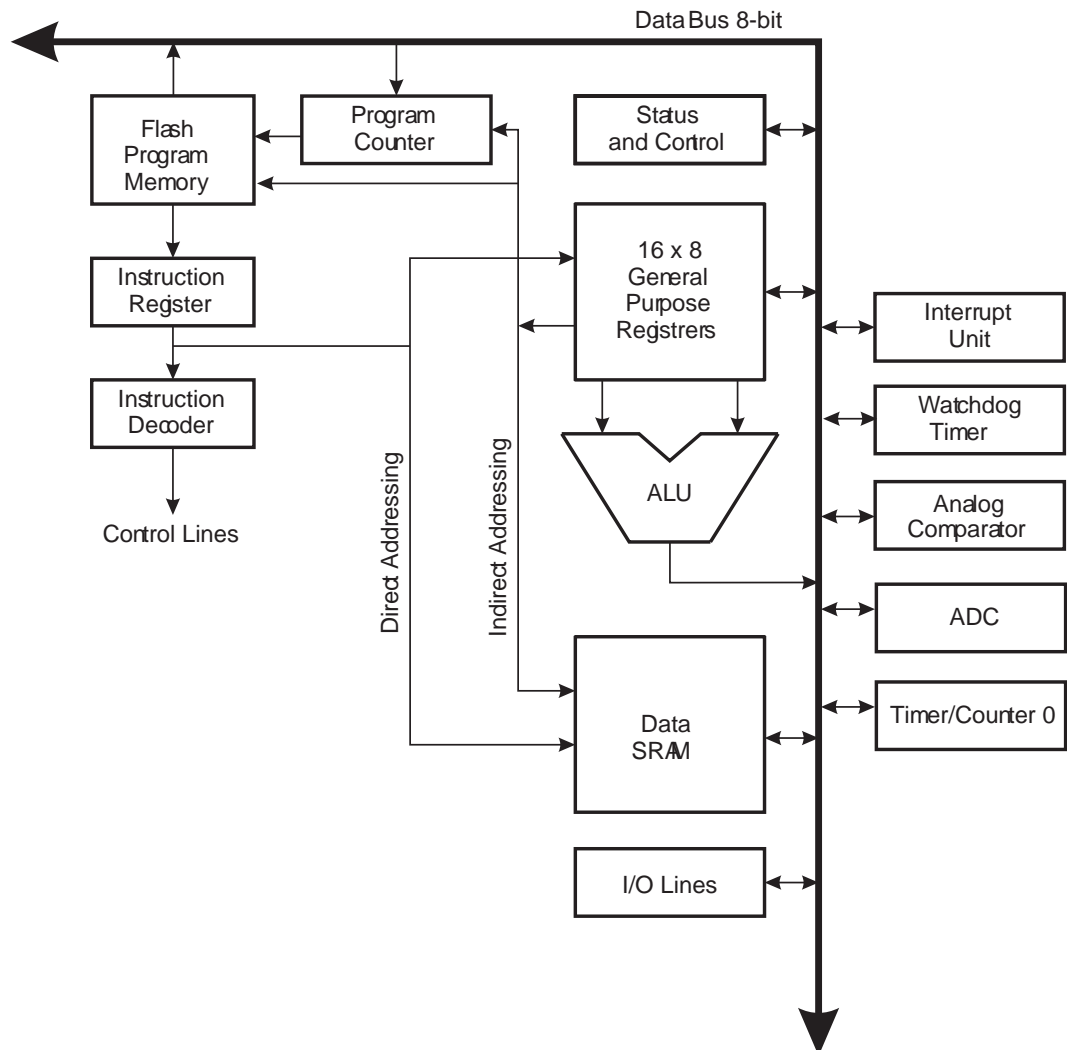 Data Bus 8-bit
Flash
Program
Memory
Program
Counter
Status
and Control
Instruction
Register
16 x 8
General
Purpose
Registrers
Interrupt
Unit
Instruction
Decoder
Watchdog
Timer
Control Lines
Direct Addressing
Indirect Addressing
ALU
Analog
Comparator
ADC
Data
SRAM
Timer/Counter 0
I/O Lines